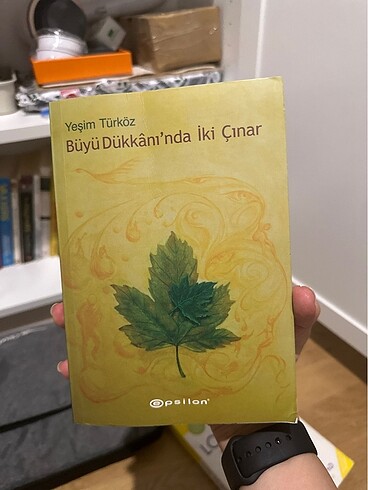 Yeşim Türköz
Büyü Dükkânı'nda İki Çınar
epsilon